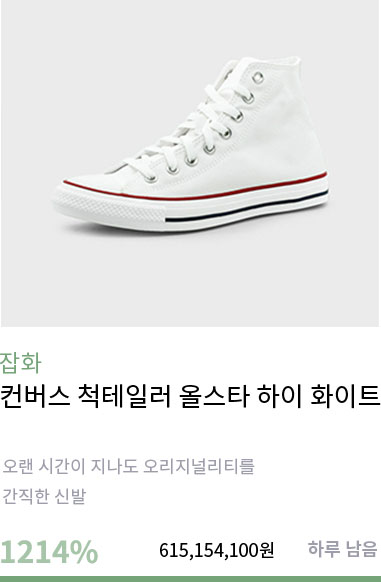 잡화
컨버스 척테일러 올스타 하이 화이트
오랜 시간이 지나도 오리지널리티를
간직한 신발
1214% 615,154,100원 하루 남음